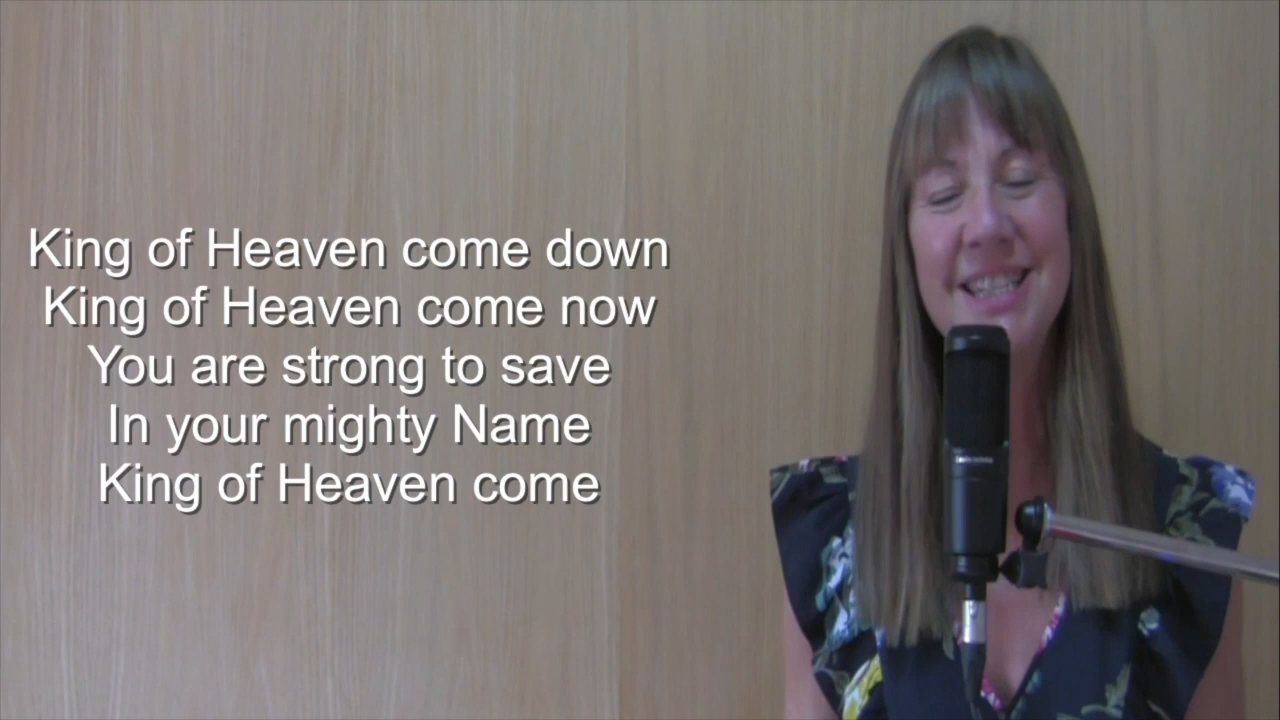 King of Heaven come down
King of Heaven come now
You are strong to save
In your mighty Name
King of Heaven come